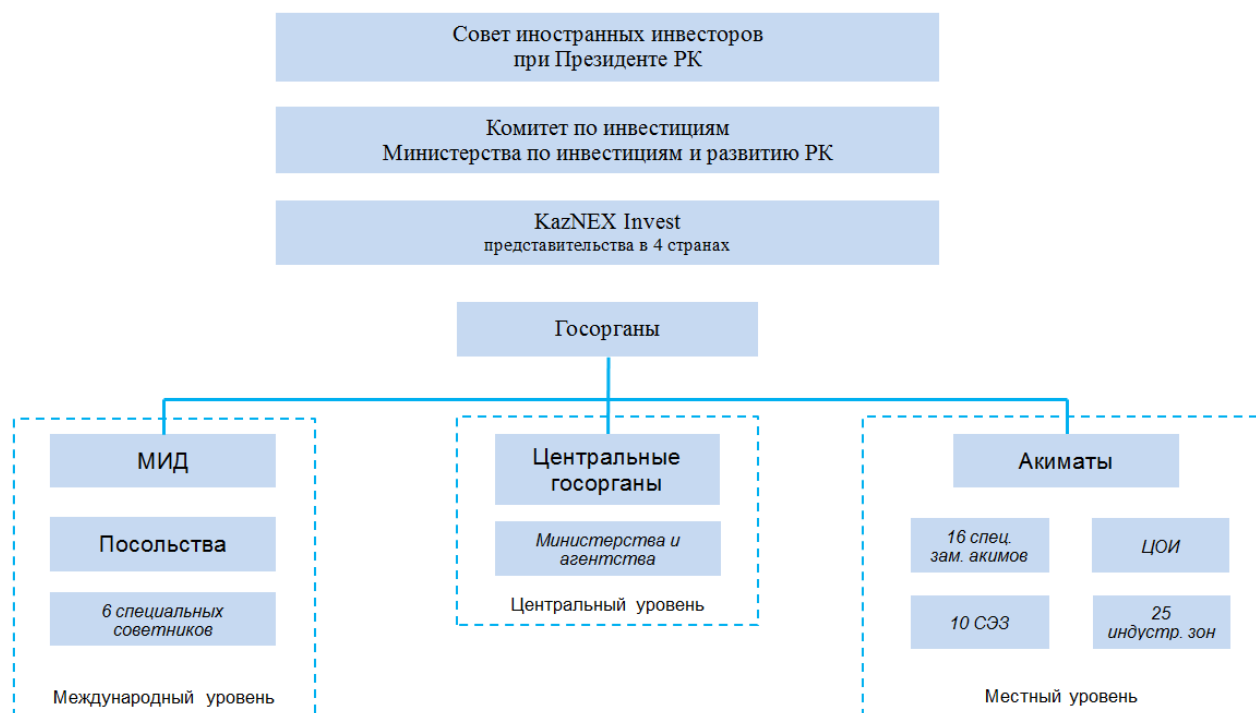 Совет иностранных инвесторов
при Президенте РК
Комитет по инвестициям
Министерства по инвестициям и развитию РК
KazNEX Invest
представительства в 4 странах
Госорганы
МИД
Посольства
6 специальных
советников
Международный уровень
Центральные
госорганы
Министерства и
агентства
Центральный уровень
Акиматы
16 спец.
зам. акимов
ЦОИ
10 СЭЗ
25
индустр. зон
Местный уровень